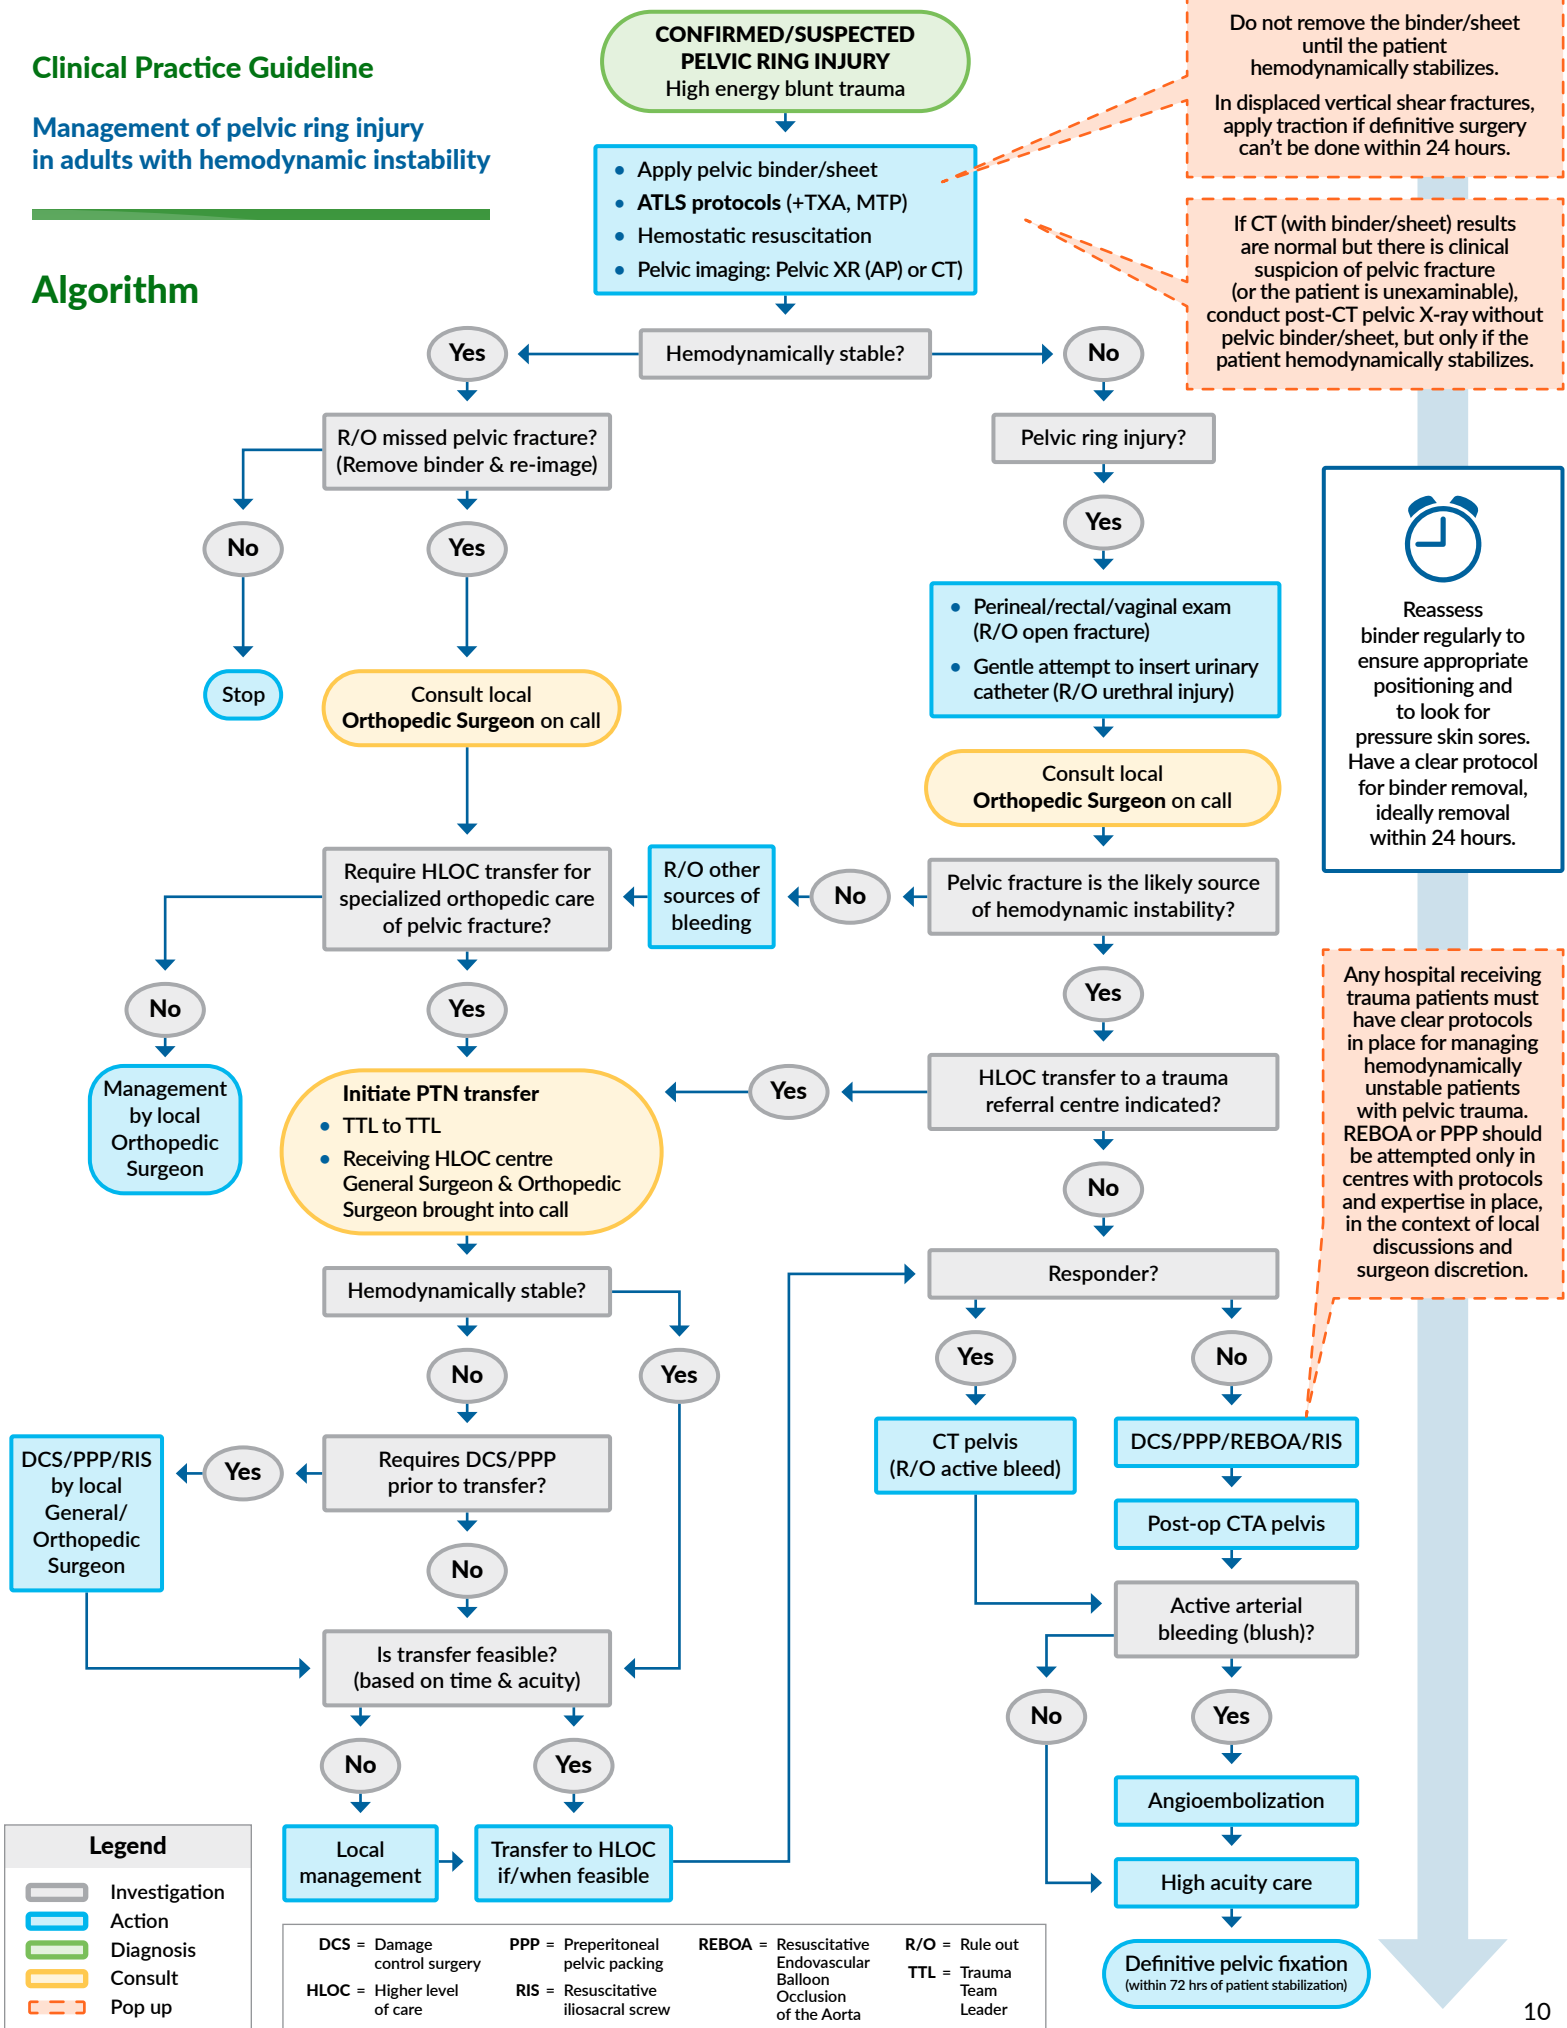 Clinical Practice Guideline
Management of pelvic ring injury
in adults with hemodynamic instability
Algorithm
CONFIRMED/SUSPECTED
PELVIC RING INJURY
High energy blunt trauma
Do not remove the binder/sheet
until the patient
hemodynamically stabilizes.
In displaced vertical shear fractures,
apply traction if definitive surgery
can't be done within 24 hours.
• Apply pelvic binder/sheet
• ATLS protocols (+TXA, MTP)
• Hemostatic resuscitation
• Pelvic imaging: Pelvic XR (AP) or CT)
If CT (with binder/sheet) results
are normal but there is clinical
suspicion of pelvic fracture
(or the patient is unexaminable),
conduct post-CT pelvic X-ray without
pelvic binder/sheet, but only if the
patient hemodynamically stabilizes.
Yes
Hemodynamically stable?
No
R/O missed pelvic fracture?
(Remove binder & re-image)
Pelvic ring injury?
No
Yes
Yes
Stop
Consult local
Orthopedic Surgeon on call
• Perineal/rectal/vaginal exam
(R/O open fracture)
• Gentle attempt to insert urinary
catheter (R/O urethral injury)
Reassess
binder regularly to
ensure appropriate
positioning and
to look for
pressure skin sores.
Have a clear protocol
for binder removal,
ideally removal
within 24 hours.
Consult local
Orthopedic Surgeon on call
Require HLOC transfer for
specialized orthopedic care
of pelvic fracture?
R/O other
sources of
bleeding
No
Pelvic fracture is the likely source
of hemodynamic instability?
No
Yes
Yes
Any hospital receiving
trauma patients must
have clear protocols
in place for managing
hemodynamically
unstable patients
with pelvic trauma.
REBOA or PPP should
be attempted only in
centres with protocols
and expertise in place,
in the context of local
discussions and
surgeon discretion.
Management
by local
Orthopedic
Surgeon
Initiate PTN transfer
• TTL to TTL
• Receiving HLOC centre
General Surgeon & Orthopedic
Surgeon brought into call
Yes
HLOC transfer to a trauma
referral centre indicated?
No
Hemodynamically stable?
Responder?
No
Yes
Yes
No
DCS/PPP/RIS
by local
General/
Orthopedic
Surgeon
Yes
Requires DCS/PPP
prior to transfer?
CT pelvis
(R/O active bleed)
DCS/PPP/REBOA/RIS
Post-op CTA pelvis
No
Active arterial
bleeding (blush)?
Is transfer feasible?
(based on time & acuity)
No
Yes
No
Yes
Angioembolization
Local
management
Transfer to HLOC
if/when feasible
High acuity care
Definitive pelvic fixation
(within 72 hrs of patient stabilization)
Legend
Investigation
Action
Diagnosis
Consult
Pop up
DCS = Damage
control surgery
HLOC = Higher level
of care
PPP = Preperitoneal
pelvic packing
RIS = Resuscitative
iliosacral screw
REBOA = Resuscitative
Endovascular
Balloon
Occlusion
of the Aorta
R/O = Rule out
TTL = Trauma
Team
Leader
10